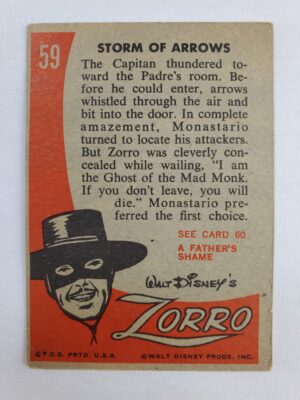 59
STORM OF ARROWS
The Capitan thundered to-
ward the Padre's room. Be-
fore he could enter, arrows
whistled through the air and
bit into the door. In complete
amazement, Monastario
turned to locate his attackers.
But Zorro was cleverly con-
cealed while wailing, "I am
the Ghost of the Mad Monk.
If you don't leave, you will
die." Monastario pre-
ferred the first choice.
SEE CARD 60
A FATHER'S
SHAME
WALT DISNEY'S
ZORRO
©T.C.G. PRTD. U.S.A.
©WALT DISNEY PRODS. INC.